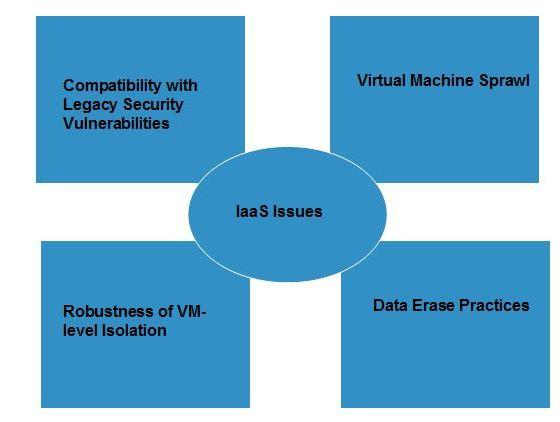 Compatibility with
Legacy Security
Vulnerabilities
Virtual Machine Sprawl
IaaS Issues
Robustness of VM-
level Isolation
Data Erase Practices